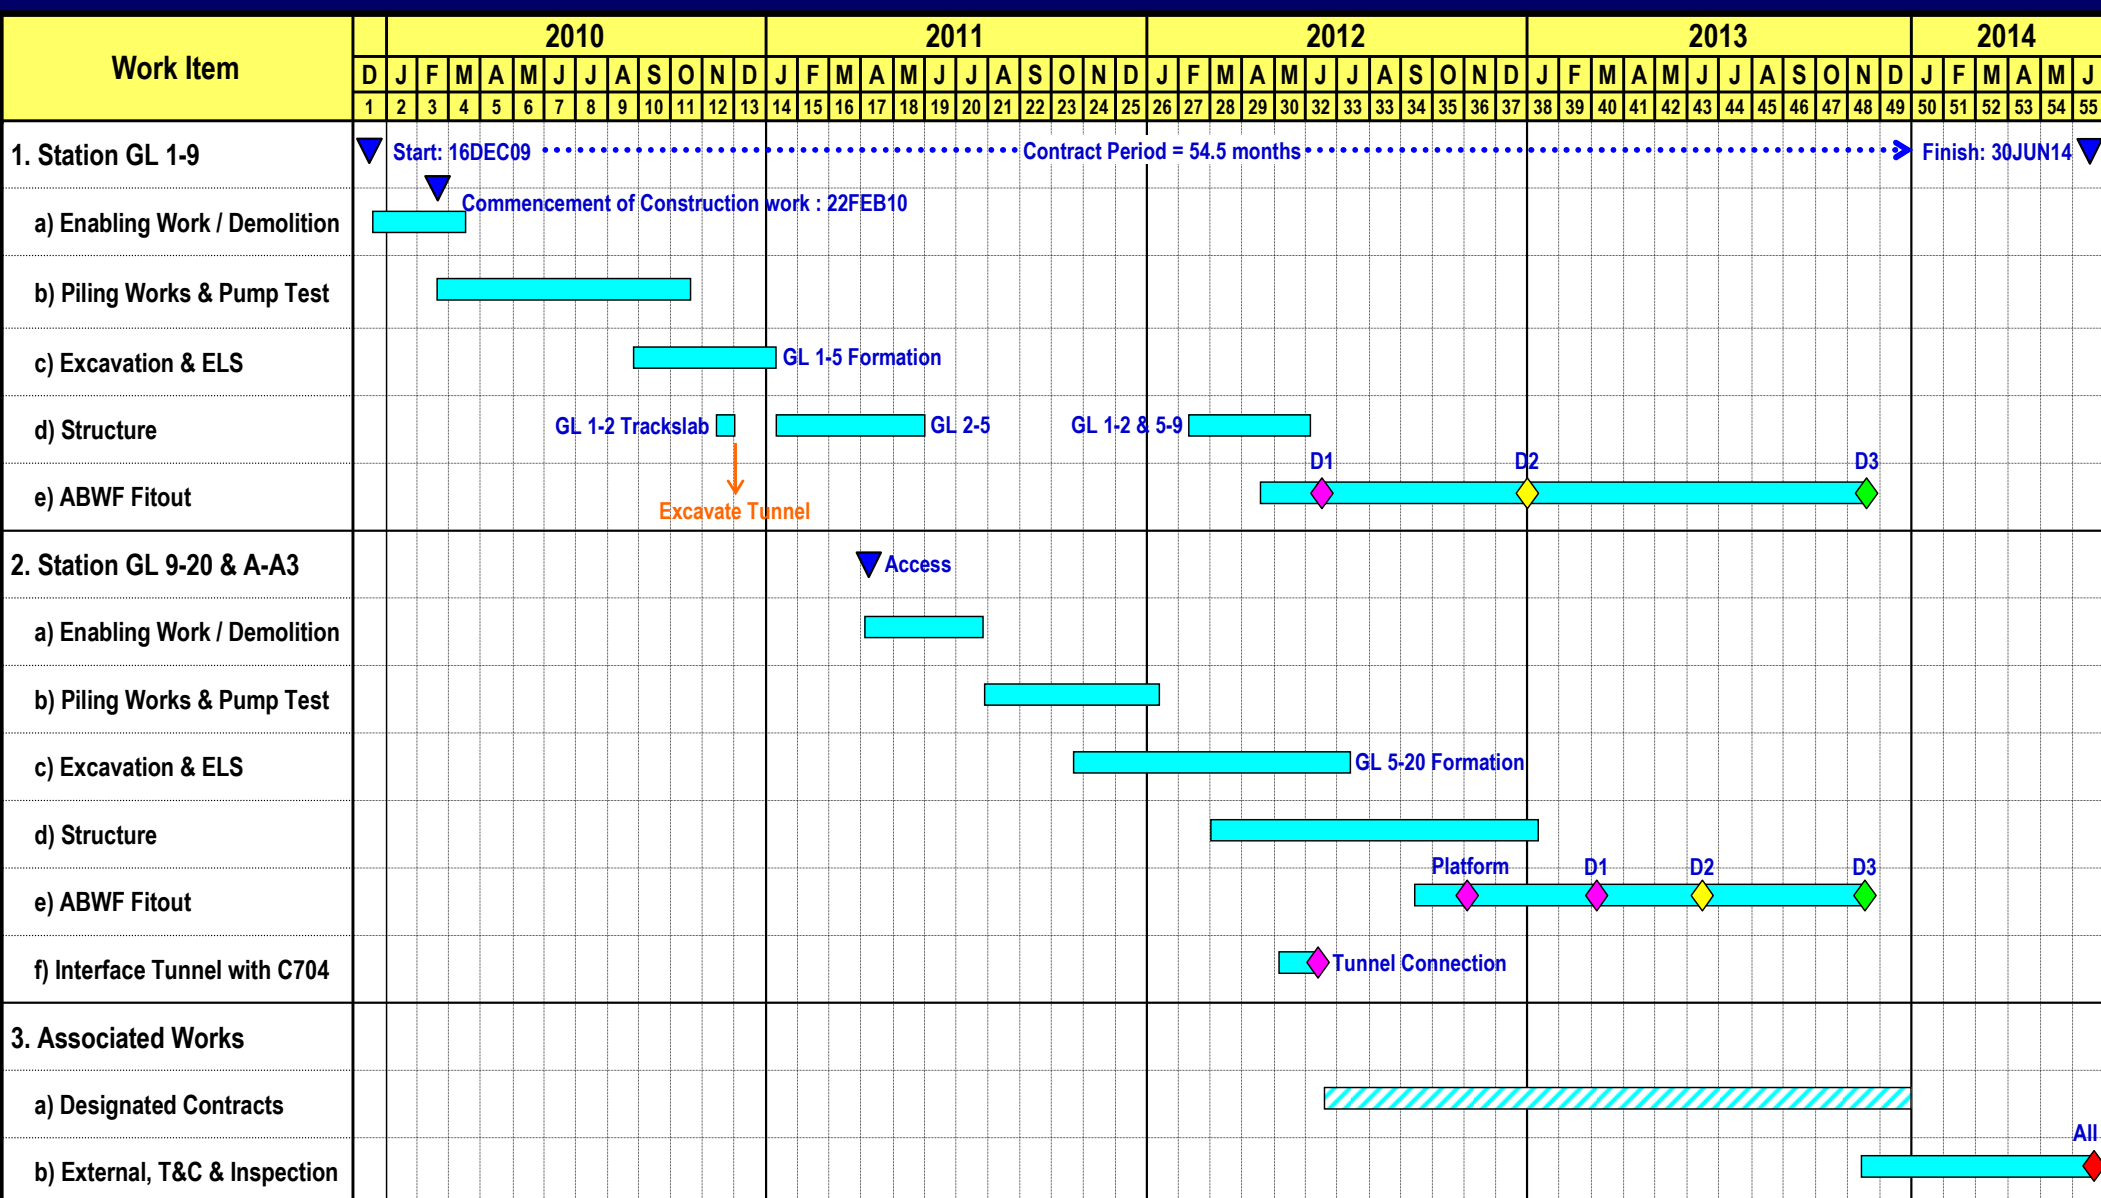 Work Item
2010 2011 2012 2013 2014
D J F M A M J J A S O N D J F M A M J J A S O N D J F M A M J J A S O N D J F M A M J J A S O N D J F M A M J
1 2 3 4 5 6 7 8 9 10 11 12 13 14 15 16 17 18 19 20 21 22 23 24 25 26 27 28 29 30 32 33 33 34 35 36 37 38 39 40 41 42 43 44 45 46 47 48 49 50 51 52 53 54 55
1. Station GL 1-9
Start: 16DEC09
Contract Period = 54.5 months
Finish: 30JUN14
Commencement of Construction work : 22FEB10
a) Enabling Work / Demolition
b) Piling Works & Pump Test
c) Excavation & ELS
GL 1-5 Formation
d) Structure
GL 1-2 Trackslab
GL 2-5
GL 1-2 & 5-9
D1 D2 D3
e) ABWF Fitout
Excavate Tunnel
2. Station GL 9-20 & A-A3
Access
a) Enabling Work / Demolition
b) Piling Works & Pump Test
c) Excavation & ELS
GL 5-20 Formation
d) Structure
Platform D1 D2 D3
e) ABWF Fitout
f) Interface Tunnel with C704
Tunnel Connection
3. Associated Works
a) Designated Contracts
All
b) External, T&C & Inspection